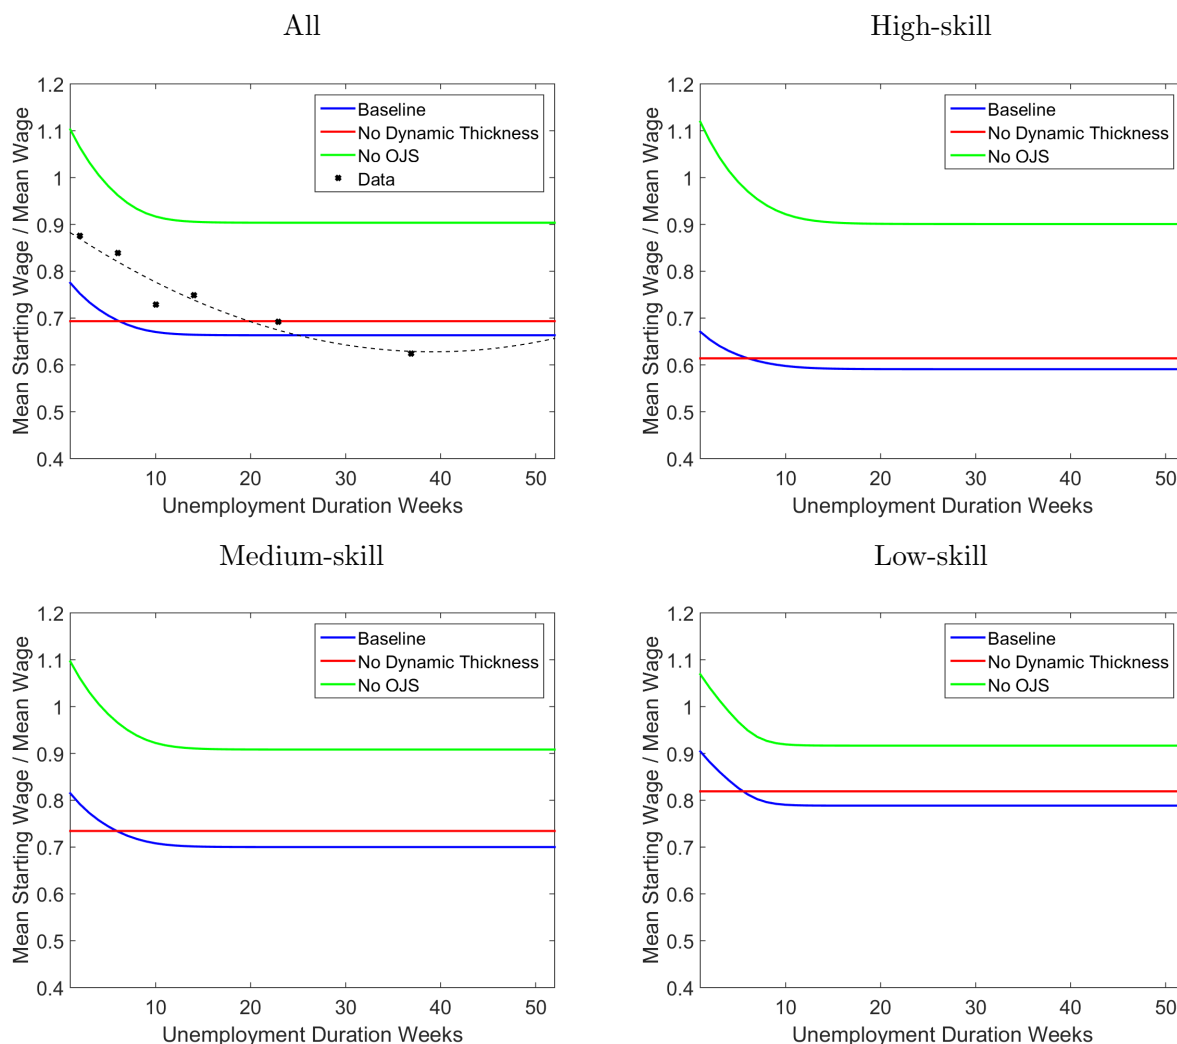 All
Mean Starting Wage / Mean Wage
1.2
1.1
1
0.9
0.8
0.7
0.6
0.5
0.4
Baseline
No Dynamic Thickness
No OJS
Data
10
20
30
40
50
Unemployment Duration Weeks
High-skill
Mean Starting Wage / Mean Wage
1.2
1.1
1
0.9
0.8
0.7
0.6
0.5
0.4
Baseline
No Dynamic Thickness
No OJS
10
20
30
40
50
Unemployment Duration Weeks
Medium-skill
Mean Starting Wage / Mean Wage
1.2
1.1
1
0.9
0.8
0.7
0.6
0.5
0.4
Baseline
No Dynamic Thickness
No OJS
10
20
30
40
50
Unemployment Duration Weeks
Low-skill
Mean Starting Wage / Mean Wage
1.2
1.1
1
0.9
0.8
0.7
0.6
0.5
0.4
Baseline
No Dynamic Thickness
No OJS
10
20
30
40
50
Unemployment Duration Weeks